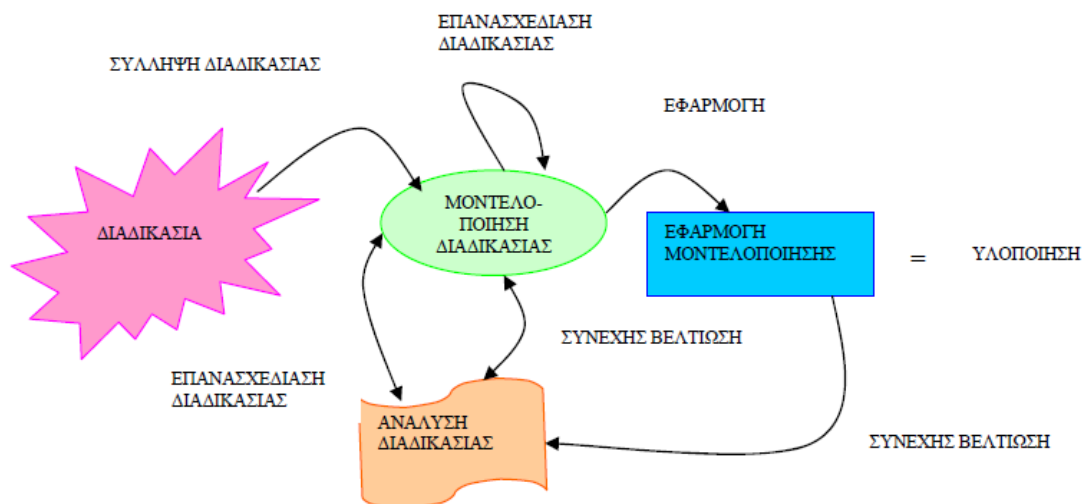 ΕΠΑΝΑΣΧΕΔΙΑΣΗ
ΔΙΑΔΙΚΑΣΙΑΣ
ΣΥΛΛΗΨΗ ΔΙΑΔΙΚΑΣΙΑΣ
ΕΦΑΡΜΟΓΗ
ΔΙΑΔΙΚΑΣΙΑ
ΜΟΝΤΕΛΟ-
ΠΟΙΗΣΗ
ΔΙΑΔΙΚΑΣΙΑΣ
ΕΦΑΡΜΟΓΗ
ΜΟΝΤΕΛΟΠΟΙΗΣΗΣ
= ΥΛΟΠΟΙΗΣΗ
ΣΥΝΕΧΗΣ ΒΕΛΤΙΩΣΗ
ΕΠΑΝΑΣΧΕΔΙΑΣΗ
ΔΙΑΔΙΚΑΣΙΑΣ
ΑΝΑΛΥΣΗ
ΔΙΑΔΙΚΑΣΙΑΣ
ΣΥΝΕΧΗΣ ΒΕΛΤΙΩΣΗ